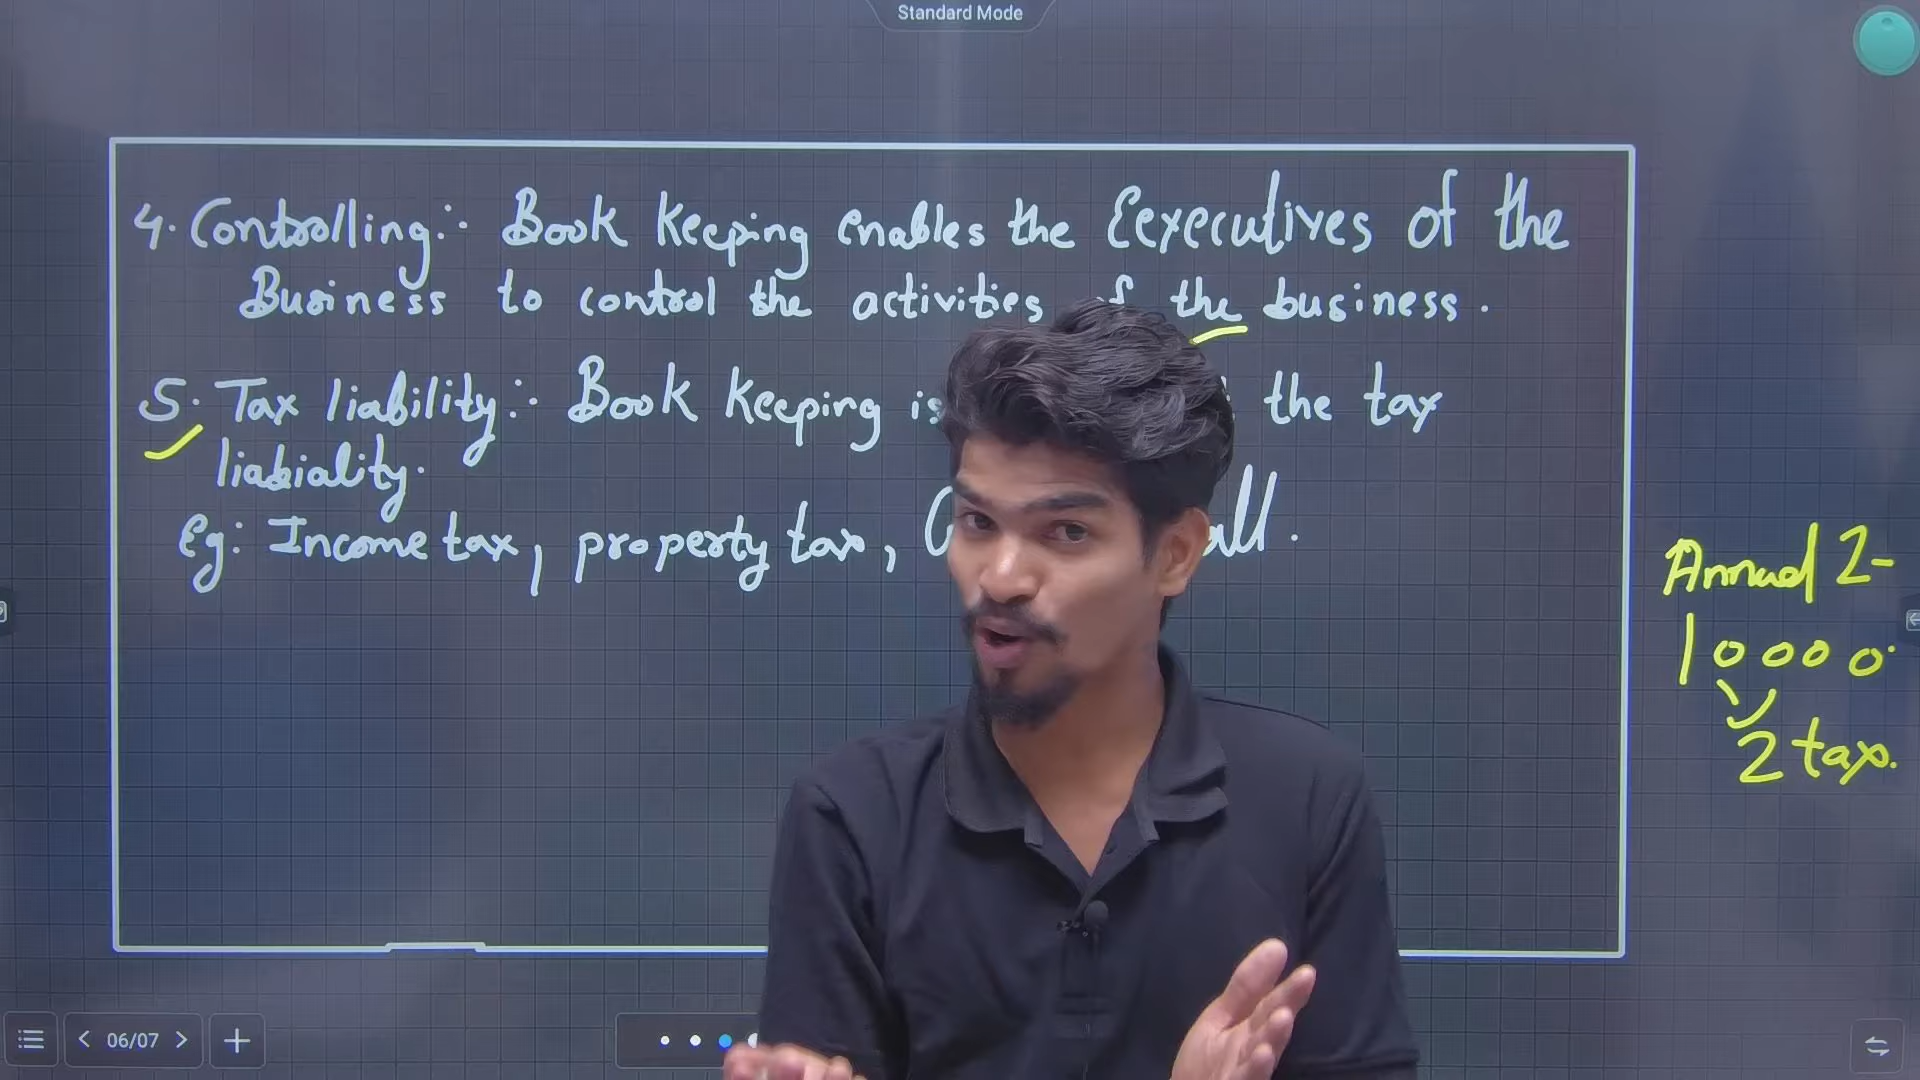 Standard Mode
4. Controlling:- Book Keeping enables the Eexecutives of the
Business to control the activities of the business.
5. Tax liability:- Book Keeping is the tax
liabiality.
Eg: Income tax, property tax, all.
Annual 2-
10000
2 tax.
06/07